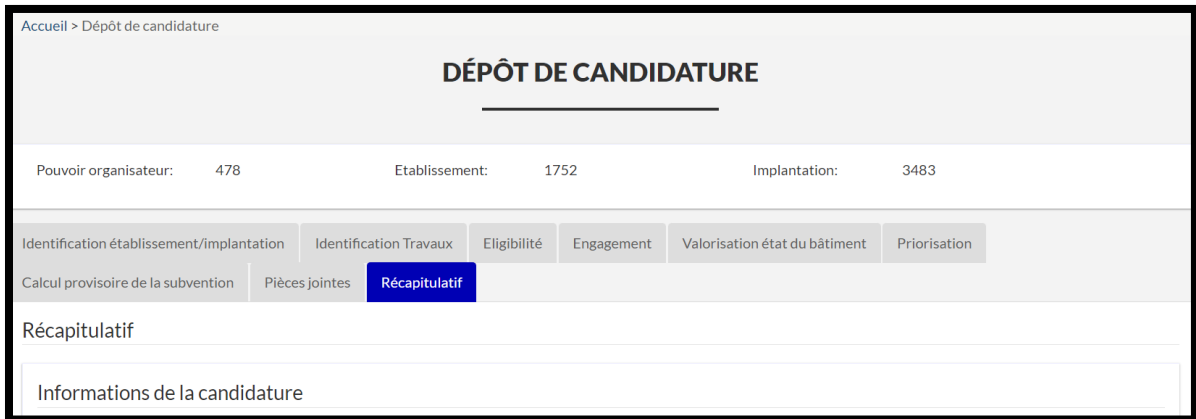 Accueil > Dépôt de candidature
DÉPÔT DE CANDIDATURE
Pouvoir organisateur: 478 Etablissement: 1752 Implantation: 3483
Identification établissement/implantation Identification Travaux Eligibilité Engagement Valorisation état du bâtiment Priorisation
Calcul provisoire de la subvention Pièces jointes Récapitulatif
Récapitulatif
Informations de la candidature